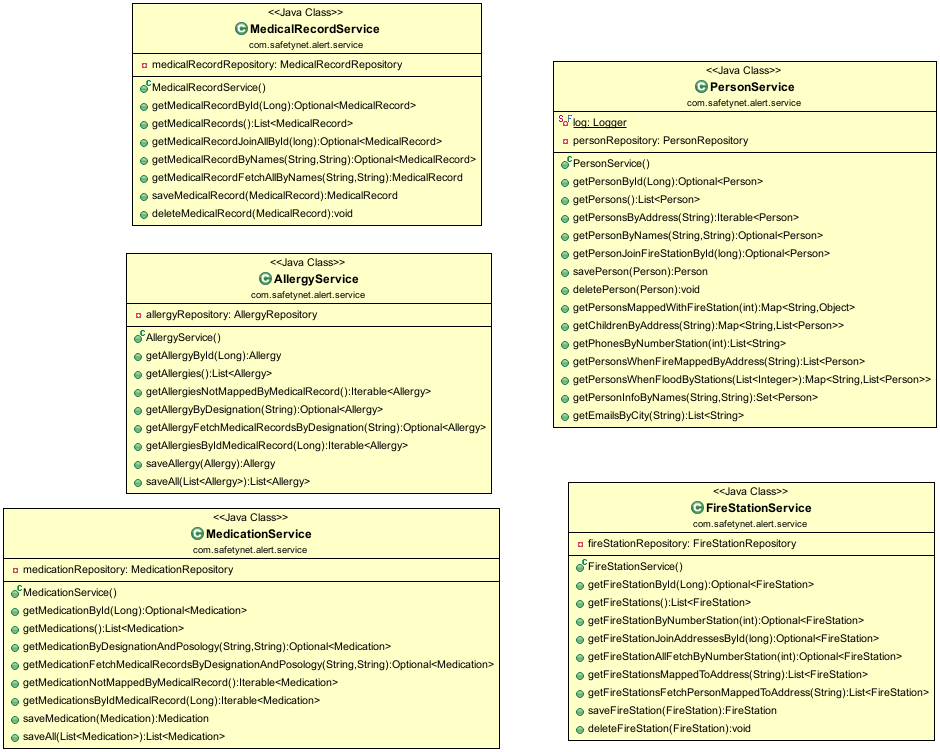 <<Java Class>>
MedicalRecordService
com.safetynet.alert.service
medicalRecordRepository: MedicalRecordRepository
MedicalRecordService()
getMedicalRecordById(Long):Optional<MedicalRecord>
getMedicalRecords():List<MedicalRecord>
getMedicalRecordJoinAllById(long):Optional<MedicalRecord>
getMedicalRecordByNames(String,String):Optional<MedicalRecord>
getMedicalRecordFetchAllByNames(String,String):MedicalRecord
saveMedicalRecord(MedicalRecord):MedicalRecord
deleteMedicalRecord(MedicalRecord):void
<<Java Class>>
AllergyService
com.safetynet.alert.service
allergyRepository: AllergyRepository
AllergyService()
getAllergyById(Long):Allergy
getAllergies():List<Allergy>
getAllergiesNotMappedByMedicalRecord():Iterable<Allergy>
getAllergyByDesignation(String):Optional<Allergy>
getAllergyFetchMedicalRecordsByDesignation(String):Optional<Allergy>
getAllergiesByIdMedicalRecord(Long):Iterable<Allergy>
saveAllergy(Allergy):Allergy
saveAll(List<Allergy>):List<Allergy>
<<Java Class>>
MedicationService
com.safetynet.alert.service
medicationRepository: MedicationRepository
MedicationService()
getMedicationById(Long):Optional<Medication>
getMedications():List<Medication>
getMedicationByDesignationAndPosology(String,String):Optional<Medication>
getMedicationFetchMedicalRecordsByDesignationAndPosology(String,String):Optional<Medication>
getMedicationNotMappedByMedicalRecord():Iterable<Medication>
getMedicationsByIdMedicalRecord(Long):Iterable<Medication>
saveMedication(Medication):Medication
saveAll(List<Medication>):List<Medication>
<<Java Class>>
PersonService
com.safetynet.alert.service
log: Logger
personRepository: PersonRepository
PersonService()
getPersonById(Long):Optional<Person>
getPersons():List<Person>
getPersonsByAddress(String):Iterable<Person>
getPersonByNames(String,String):Optional<Person>
getPersonJoinFireStationById(long):Optional<Person>
savePerson(Person):Person
deletePerson(Person):void
getPersonsMappedWithFireStation(int):Map<String,Object>
getChildrenByAddress(String):Map<String,List<Person>>
getPhonesByNumberStation(int):List<String>
getPersonsWhenFireMappedByAddress(String):List<Person>
getPersonsWhenFloodByStations(List<Integer>):Map<String,List<Person>>
getPersonInfoByNames(String,String):Set<Person>
getEmailsByCity(String):List<String>
<<Java Class>>
FireStationService
com.safetynet.alert.service
fireStationRepository: FireStationRepository
FireStationService()
getFireStationById(Long):Optional<FireStation>
getFireStations():List<FireStation>
getFireStationByNumberStation(int):Optional<FireStation>
getFireStationJoinAddressesById(long):Optional<FireStation>
getFireStationAllFetchByNumberStation(int):Optional<FireStation>
getFireStationsMappedToAddress(String):List<FireStation>
getFireStationsFetchPersonMappedToAddress(String):List<FireStation>
saveFireStation(FireStation):FireStation
deleteFireStation(FireStation):void